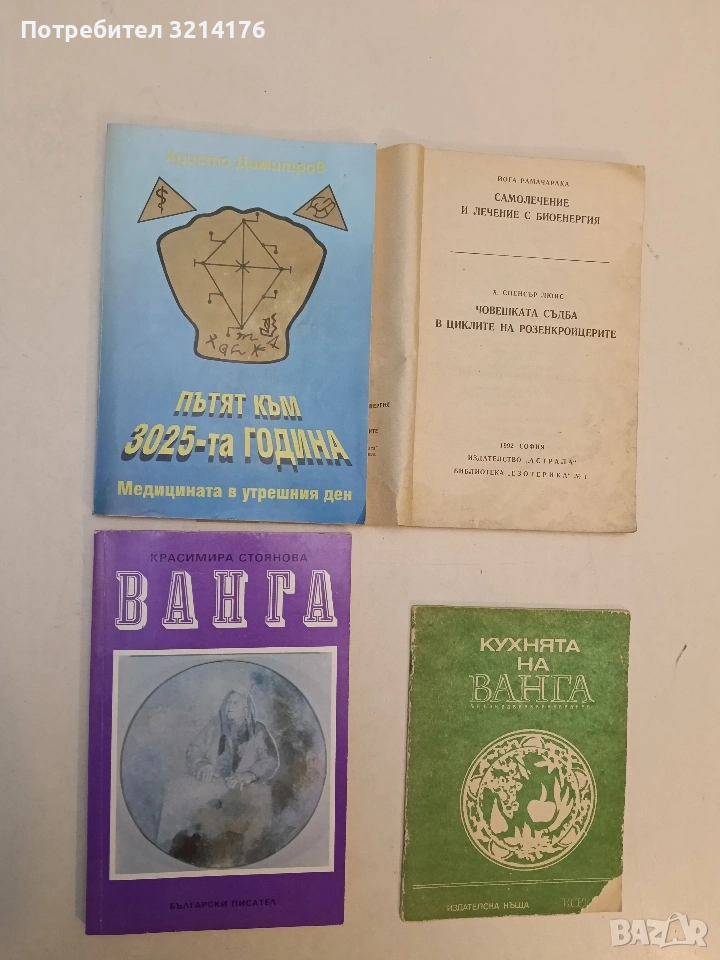 Потребител 3214176
Христо Димитров
ПЪТЯТ КЪМ
3025-та ГОДИНА
Медицината в утрешния ден
ЙОГА РАМАЧАРАКА
САМОЛЕЧЕНИЕ
И ЛЕЧЕНИЕ С БИОЕНЕРГИЯ
Х. СПЕНСЪР ЛЮИС
ЧОВЕШКАТА СЪДБА
В ЦИКЛИТЕ НА РОЗЕНКРОЙЦЕРИТЕ
1992 СОФИЯ
ИЗДАТЕЛСТВО „АСТРАЛА“
БИБЛИОТЕКА „ЕЗОТЕРИКА“ № 1
КРАСИМИРА СТОЯНОВА
ВАНГА
БЪЛГАРСКИ ПИСАТЕЛ
КУХНЯТА
НА
ВАНГА
ИЗДАТЕЛСКА КЪЩА
BAZAR